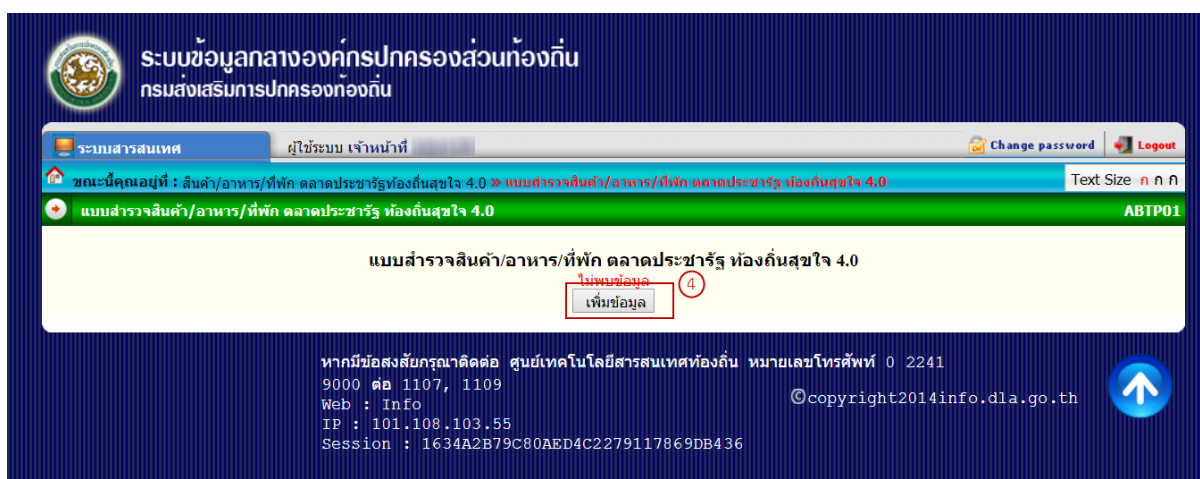 ระบบข้อมูลกลางองค์กรปกครองส่วนท้องถิ่น
กรมส่งเสริมการปกครองท้องถิ่น
ระบบสารสนเทศ ผู้ใช้ระบบ เจ้าหน้าที่ Change password Logout
ขณะนี้คุณอยู่ที่ : สินค้า/อาหาร/ที่พัก ตลาดประชารัฐท้องถิ่นสุขใจ 4.0 » แบบสำรวจสินค้า/อาหาร/ที่พัก ตลาดประชารัฐ ท้องถิ่นสุขใจ 4.0 Text Size ก ก ก
แบบสำรวจสินค้า/อาหาร/ที่พัก ตลาดประชารัฐ ท้องถิ่นสุขใจ 4.0 ABTP01
แบบสำรวจสินค้า/อาหาร/ที่พัก ตลาดประชารัฐ ท้องถิ่นสุขใจ 4.0
ไม่พบข้อมูล
4
เพิ่มข้อมูล
หากมีข้อสงสัยกรุณาติดต่อ ศูนย์เทคโนโลยีสารสนเทศท้องถิ่น หมายเลขโทรศัพท์ 0 2241
9000 ต่อ 1107, 1109
Web : Info
©copyright2014info.dla.go.th
IP : 101.108.103.55
Session : 1634A2B79C80AED4C2279117869DB436